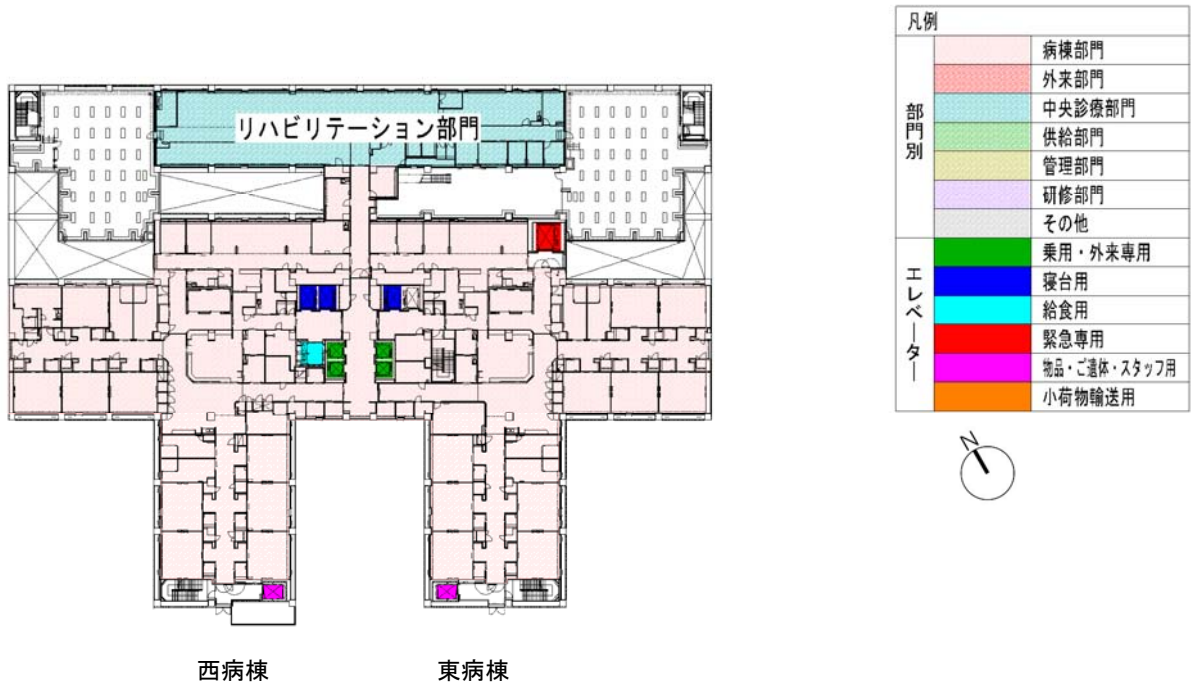 リハビリテーション部門
凡例
部門別
病棟部門
外来部門
中央診療部門
供給部門
管理部門
研修部門
その他
エレベーター
乗用・外来専用
寝台用
給食用
緊急専用
物品・ご遺体・スタッフ用
小荷物輸送用
N
西病棟
東病棟